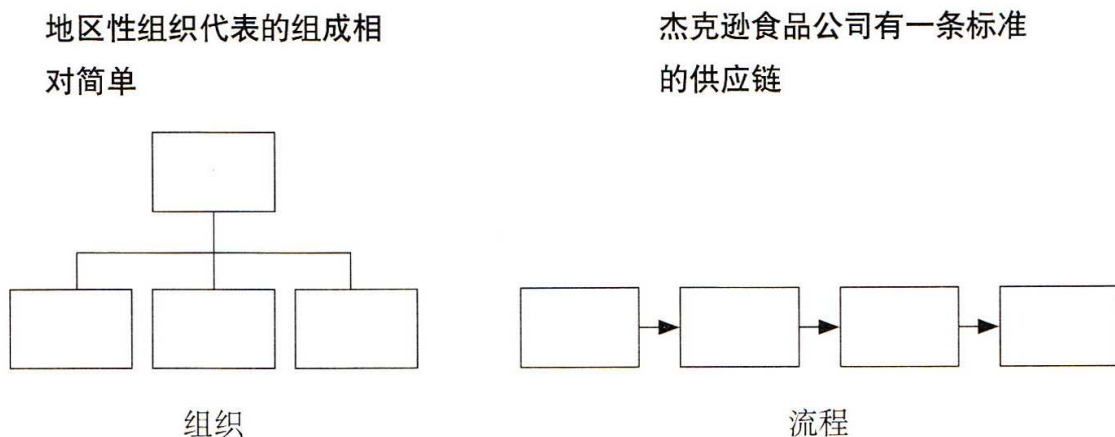 地区性组织代表的组成相
对简单
杰克逊食品公司有一条标准
的供应链
组织
流程